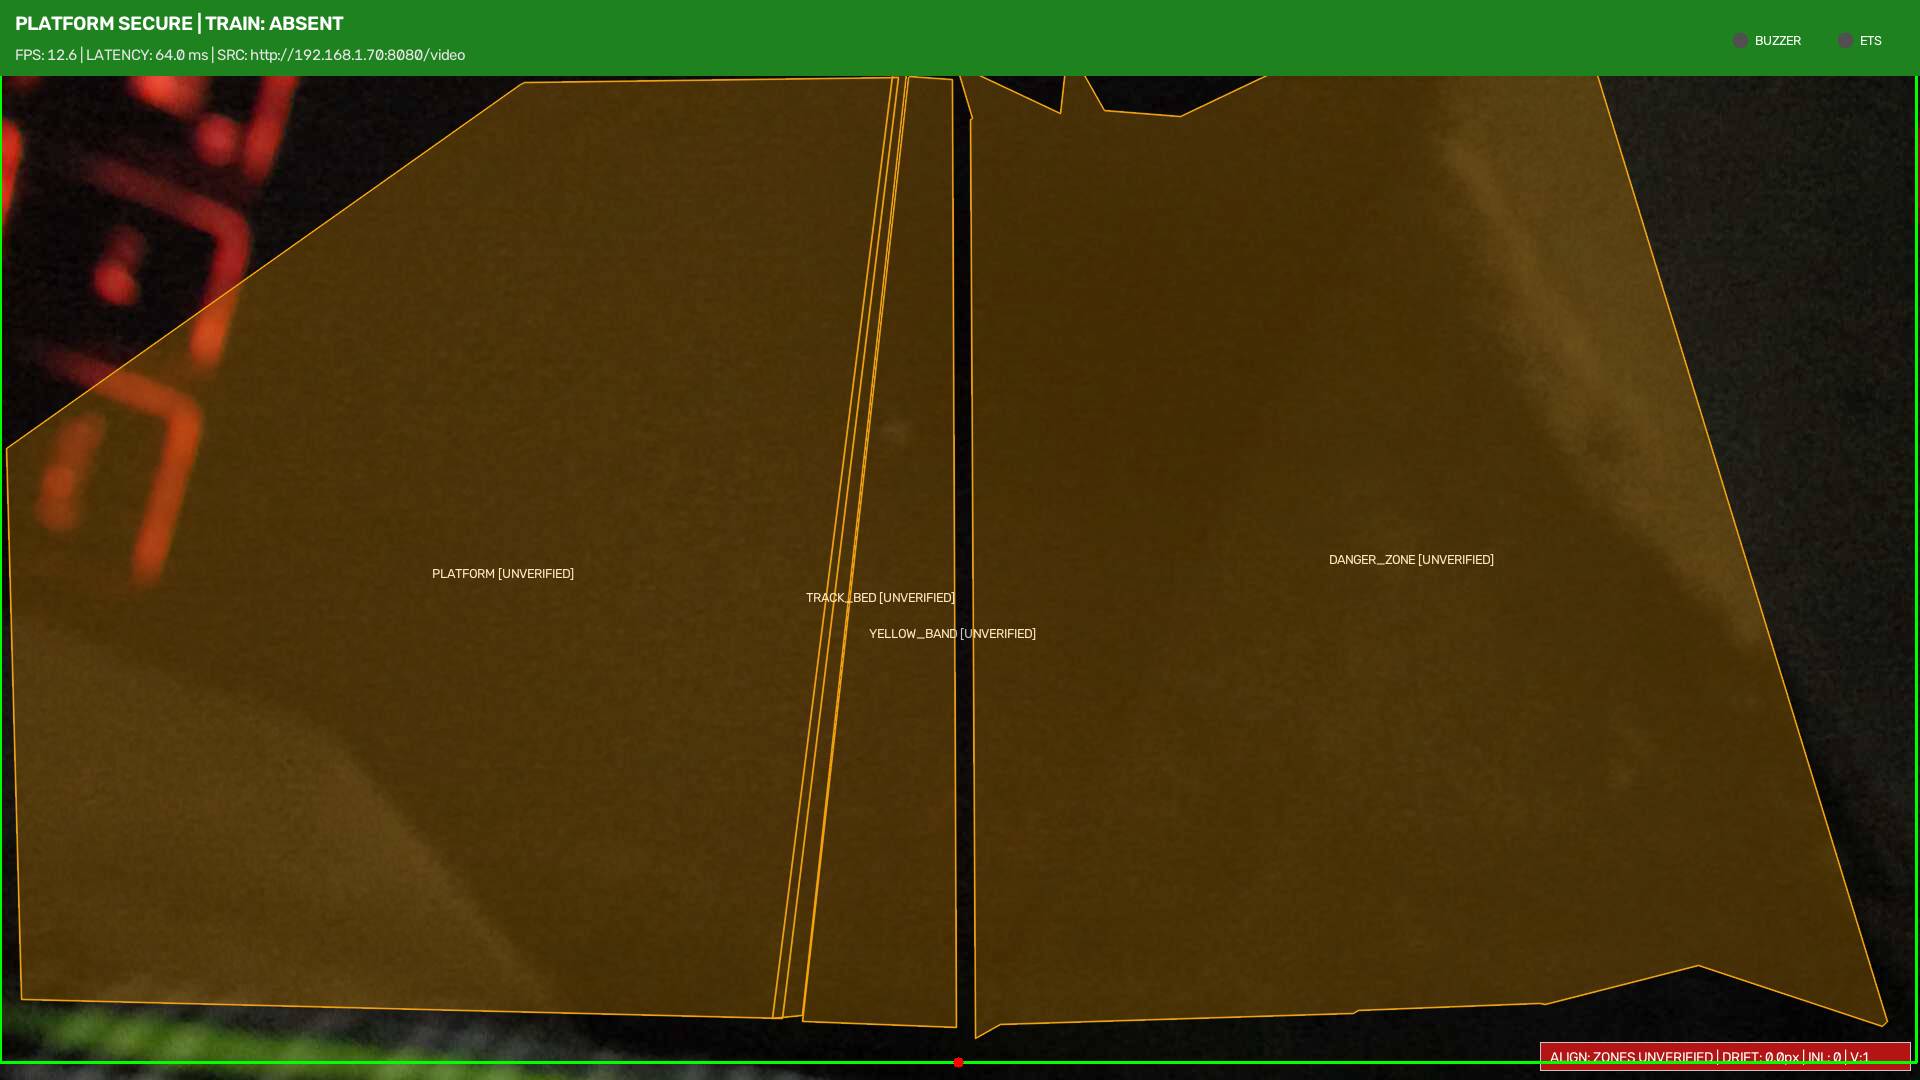 PLATFORM SECURE | TRAIN: ABSENT
FPS: 12.6 | LATENCY: 64.0 ms | SRC: http://192.168.1.70:8080/video
BUZZER
ETS
PLATFORM [UNVERIFIED]
DANGER_ZONE [UNVERIFIED]
TRACK_BED [UNVERIFIED]
YELLOW_BAND [UNVERIFIED]
ALIGN: ZONES UNVERIFIED | DRIFT: 0.0px | INL: 0 | V:1